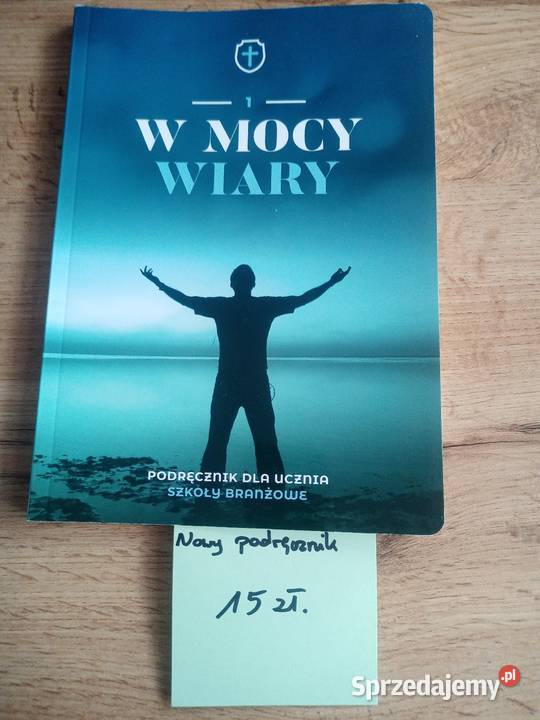 1
W MOCY
WIARY
PODRĘCZNIK DLA UCZNIA
SZKOŁY BRANŻOWE
Nowy podręcznik
15 zł.
Sprzedajemy.pl